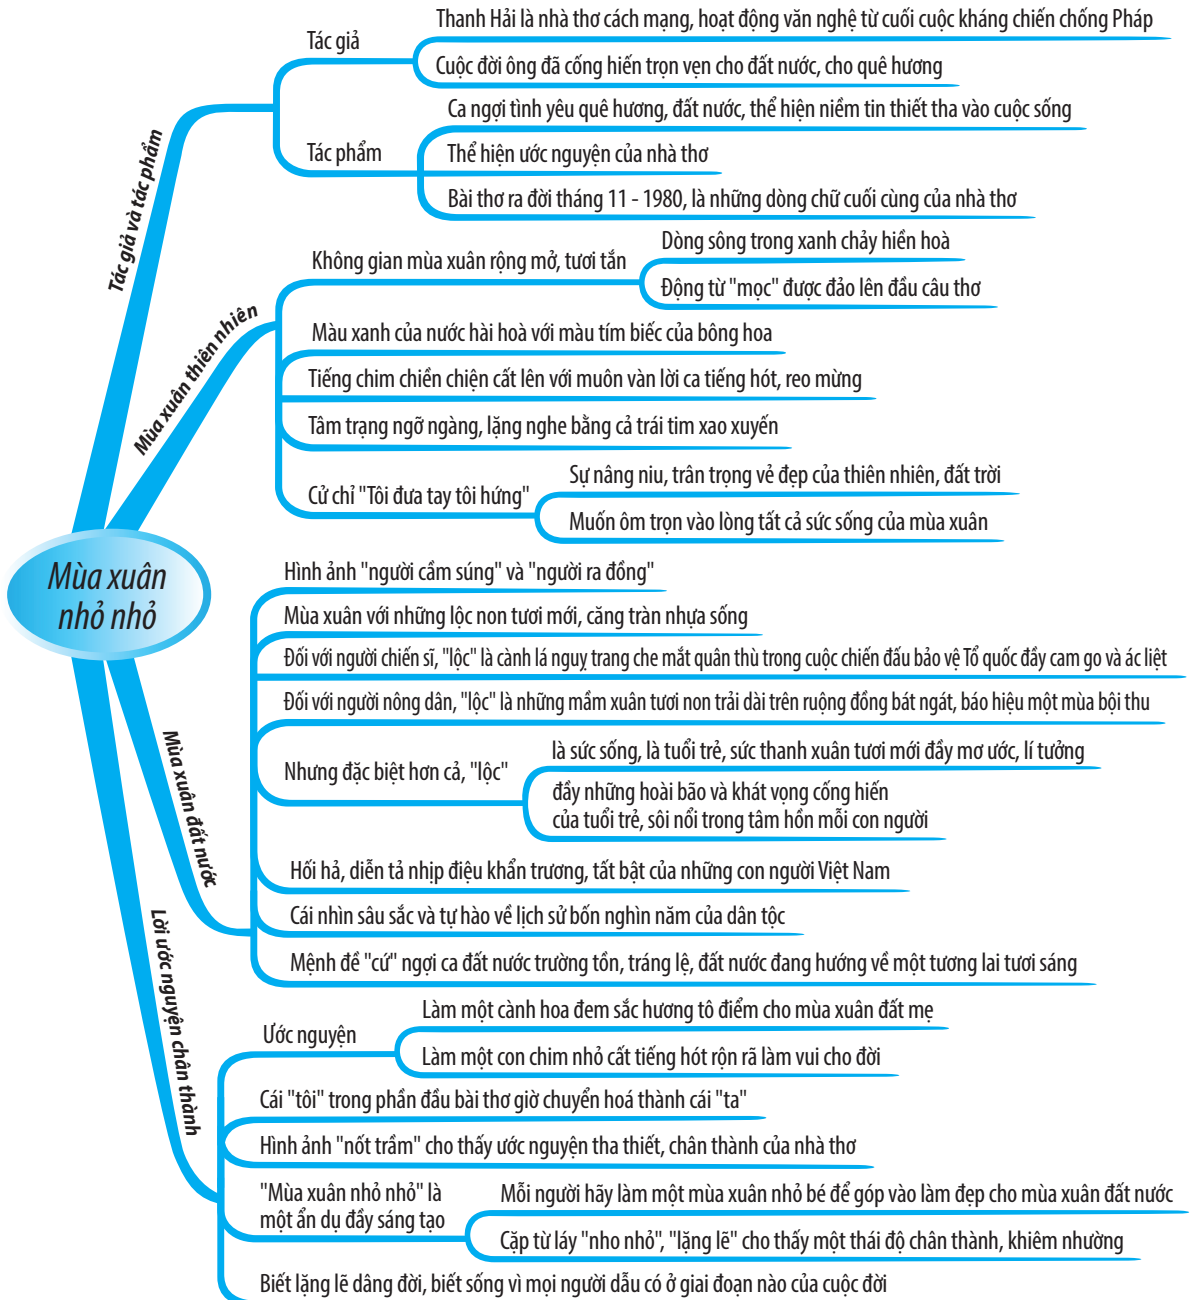 Mùa xuân
nhỏ nhỏ
Tác giả và tác phẩm
Tác giả
Thanh Hải là nhà thơ cách mạng, hoạt động văn nghệ từ cuối cuộc kháng chiến chống Pháp
Cuộc đời ông đã cống hiến trọn vẹn cho đất nước, cho quê hương
Tác phẩm
Ca ngợi tình yêu quê hương, đất nước, thể hiện niềm tin thiết tha vào cuộc sống
Thể hiện ước nguyện của nhà thơ
Bài thơ ra đời tháng 11 - 1980, là những dòng chữ cuối cùng của nhà thơ
Mùa xuân thiên nhiên
Không gian mùa xuân rộng mở, tươi tắn
Dòng sông trong xanh chảy hiền hoà
Động từ "mọc" được đảo lên đầu câu thơ
Màu xanh của nước hài hoà với màu tím biếc của bông hoa
Tiếng chim chiền chiện cất lên với muôn vàn lời ca tiếng hót, reo mừng
Tâm trạng ngỡ ngàng, lặng nghe bằng cả trái tim xao xuyến
Cử chỉ "Tôi đưa tay tôi hứng"
Sự nâng niu, trân trọng vẻ đẹp của thiên nhiên, đất trời
Muốn ôm trọn vào lòng tất cả sức sống của mùa xuân
Mùa xuân đất nước
Hình ảnh "người cầm súng" và "người ra đồng"
Mùa xuân với những lộc non tươi mới, căng tràn nhựa sống
Đối với người chiến sĩ, "lộc" là cành lá nguỵ trang che mắt quân thù trong cuộc chiến đấu bảo vệ Tổ quốc đầy cam go và ác liệt
Đối với người nông dân, "lộc" là những mầm xuân tươi non trải dài trên ruộng đồng bát ngát, báo hiệu một mùa bội thu
Nhưng đặc biệt hơn cả, "lộc"
là sức sống, là tuổi trẻ, sức thanh xuân tươi mới đầy mơ ước, lí tưởng
đầy những hoài bão và khát vọng cống hiến
của tuổi trẻ, sôi nổi trong tâm hồn mỗi con người
Hối hả, diễn tả nhịp điệu khẩn trương, tất bật của những con người Việt Nam
Cái nhìn sâu sắc và tự hào về lịch sử bốn nghìn năm của dân tộc
Mệnh đề "cứ" ngợi ca đất nước trường tồn, tráng lệ, đất nước đang hướng về một tương lai tươi sáng
Lời ước nguyện chân thành
Ước nguyện
Làm một cành hoa đem sắc hương tô điểm cho mùa xuân đất mẹ
Làm một con chim nhỏ cất tiếng hót rộn rã làm vui cho đời
Cái "tôi" trong phần đầu bài thơ giờ chuyển hoá thành cái "ta"
Hình ảnh "nốt trầm" cho thấy ước nguyện tha thiết, chân thành của nhà thơ
"Mùa xuân nhỏ nhỏ" là
một ẩn dụ đầy sáng tạo
Mỗi người hãy làm một mùa xuân nhỏ bé để góp vào làm đẹp cho mùa xuân đất nước
Cặp từ láy "nho nhỏ", "lặng lẽ" cho thấy một thái độ chân thành, khiêm nhường
Biết lặng lẽ dâng đời, biết sống vì mọi người dẫu có ở giai đoạn nào của cuộc đời